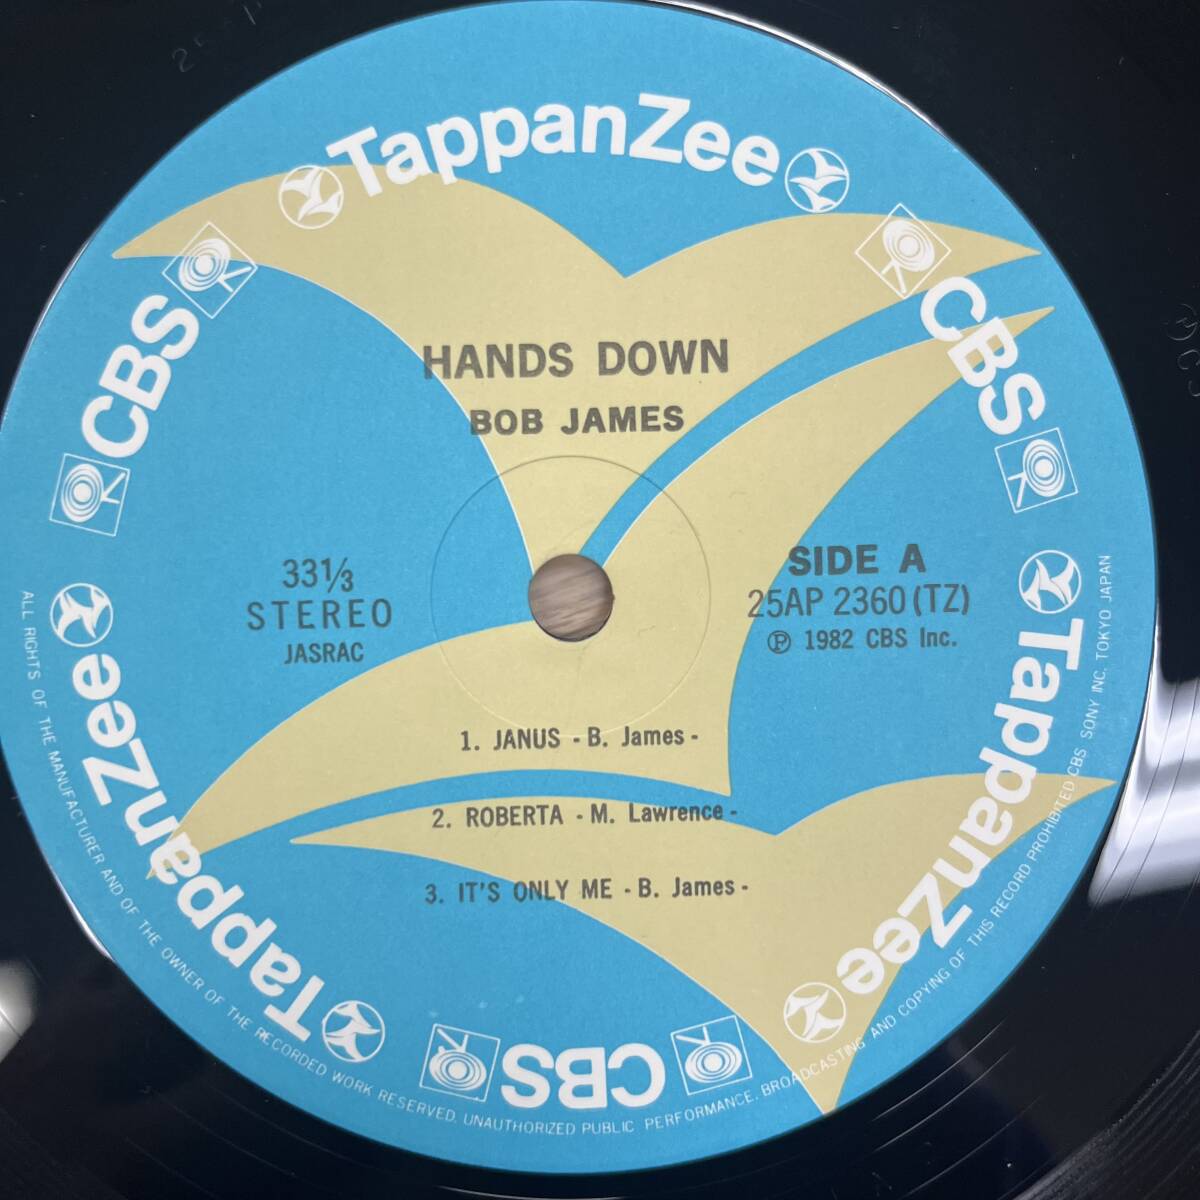 TappanZee
CBS
CBS
HANDS DOWN
BOB JAMES
33⅓
STEREO
JASRAC
SIDE A
25AP 2360 (TZ)
Ⓟ 1982 CBS Inc.
1. JANUS - B. James -
2. ROBERTA - M. Lawrence -
3. IT'S ONLY ME - B. James -
TappanZee
TappanZee
CBS
ALL RIGHTS OF THE MANUFACTURER AND OF THE OWNER OF THE RECORDED WORK RESERVED. UNAUTHORIZED PUBLIC PERFORMANCE. BROADCASTING AND COPYING OF THIS RECORD PROHIBITED CBS SONY INC. TOKYO JAPAN